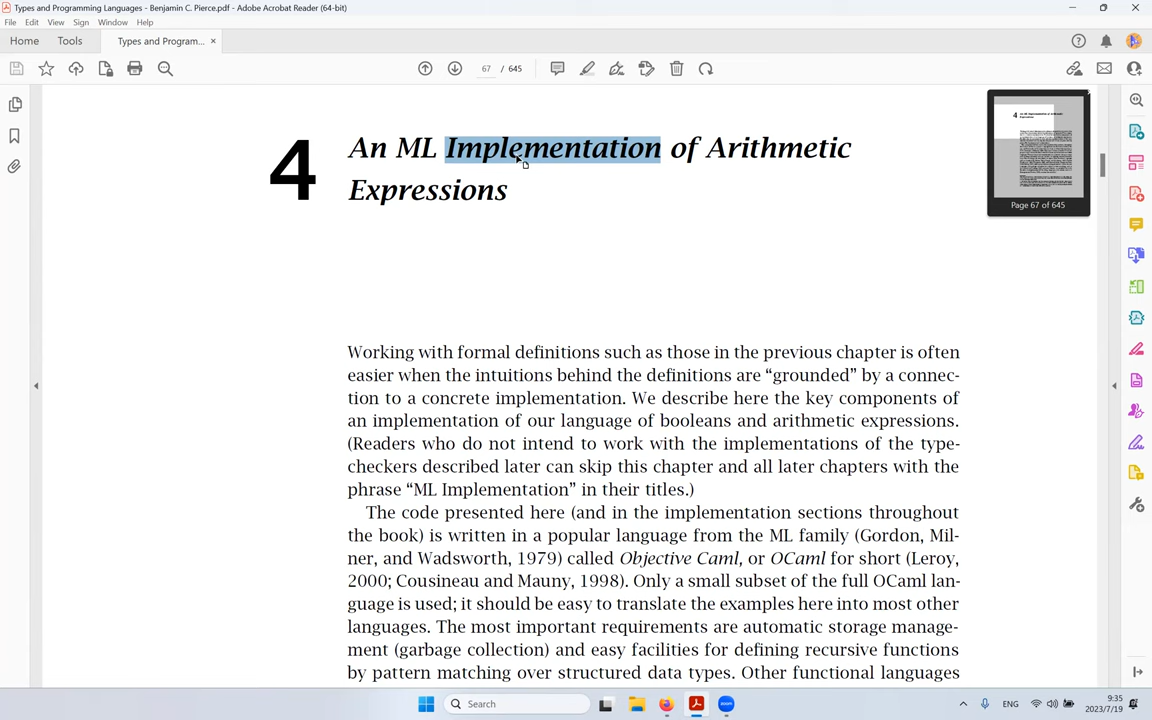 Types and Programming Languages - Benjamin C. Pierce.pdf - Adobe Acrobat Reader (64-bit)
File Edit View Sign Window Help
Home Tools Types and Program... ×
67 / 645
4 An ML Implementation of Arithmetic
Expressions
Page 67 of 645
Working with formal definitions such as those in the previous chapter is often
easier when the intuitions behind the definitions are “grounded” by a connec-
tion to a concrete implementation. We describe here the key components of
an implementation of our language of booleans and arithmetic expressions.
(Readers who do not intend to work with the implementations of the type-
checkers described later can skip this chapter and all later chapters with the
phrase “ML Implementation” in their titles.)
The code presented here (and in the implementation sections throughout
the book) is written in a popular language from the ML family (Gordon, Mil-
ner, and Wadsworth, 1979) called Objective Caml, or OCaml for short (Leroy,
2000; Cousineau and Mauny, 1998). Only a small subset of the full OCaml lan-
guage is used; it should be easy to translate the examples here into most other
languages. The most important requirements are automatic storage manage-
ment (garbage collection) and easy facilities for defining recursive functions
by pattern matching over structured data types. Other functional languages
Search
zoom
ENG
9:35
2023/7/19